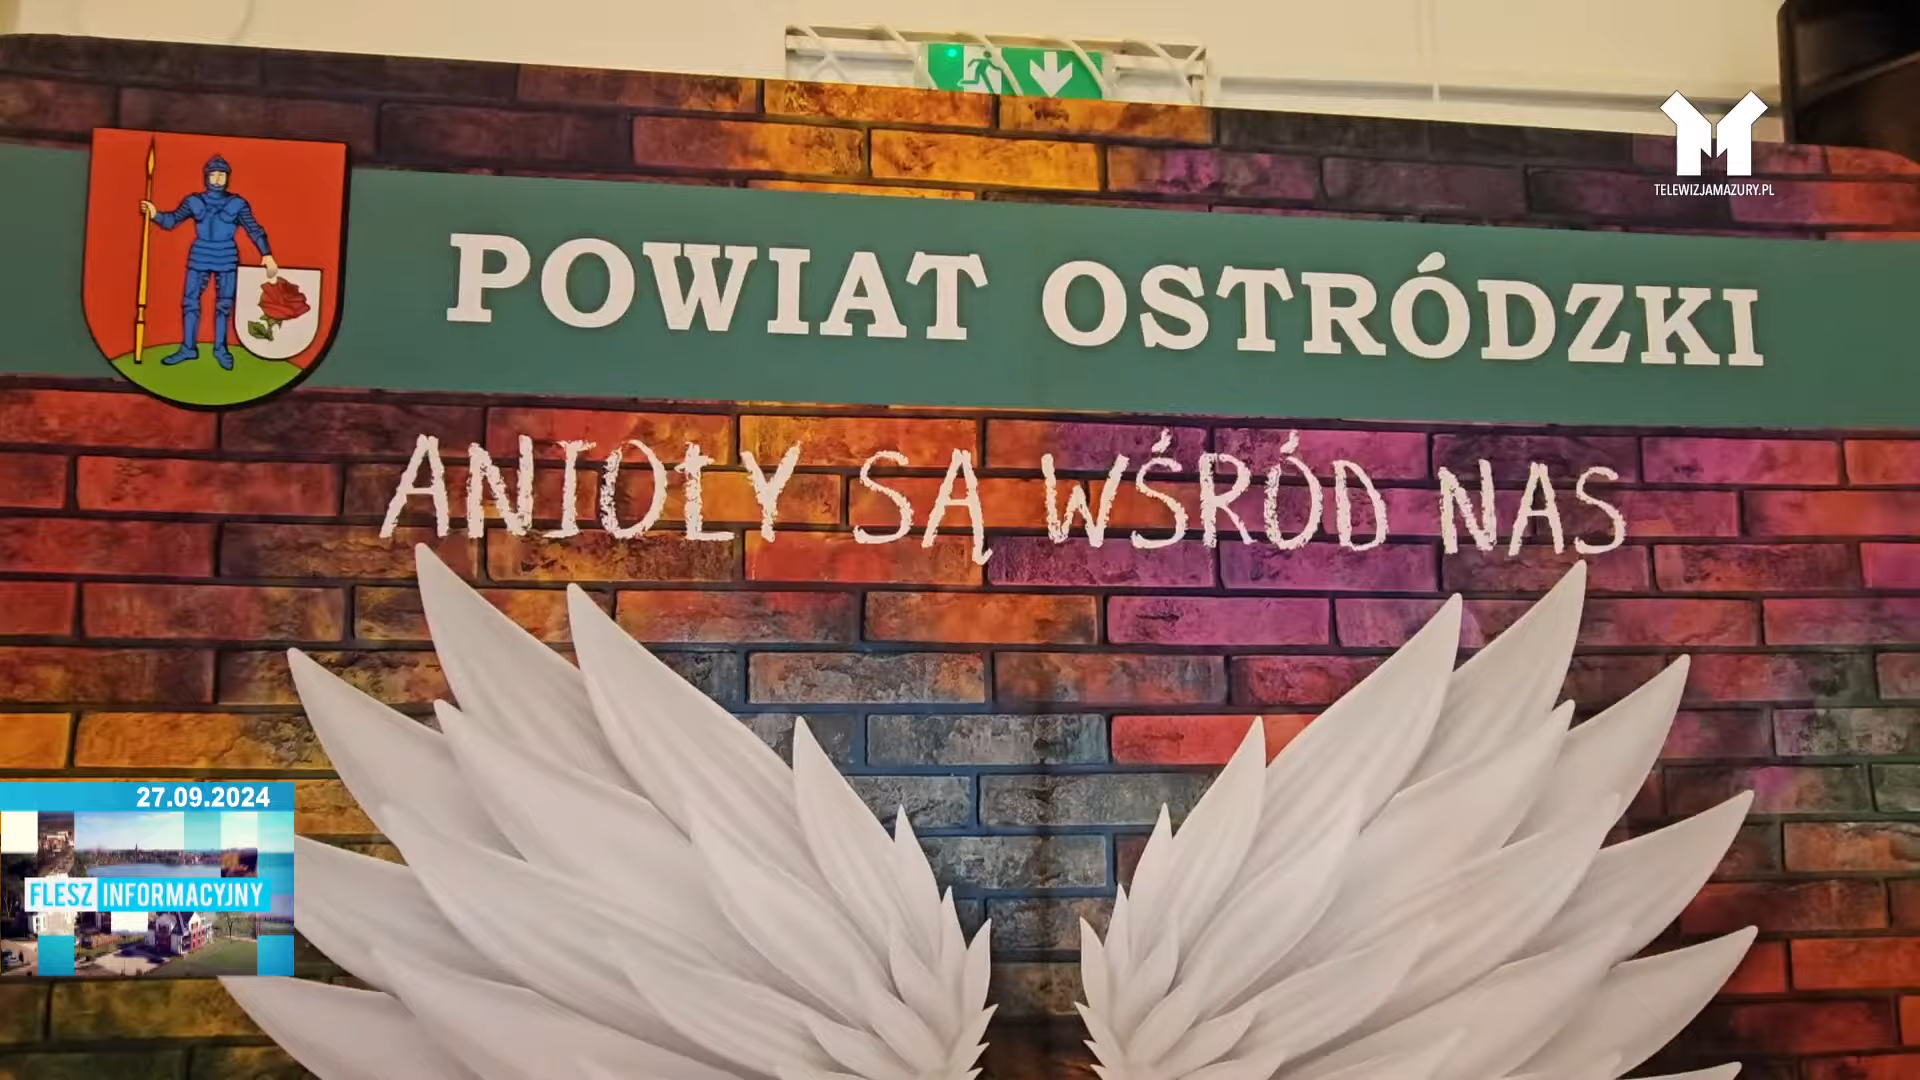 TELEWIZJAMAZURY.PL
POWIAT OSTRÓDZKI
ANIOŁY SĄ WŚRÓD NAS
27.09.2024
FLESZ INFORMACYJNY